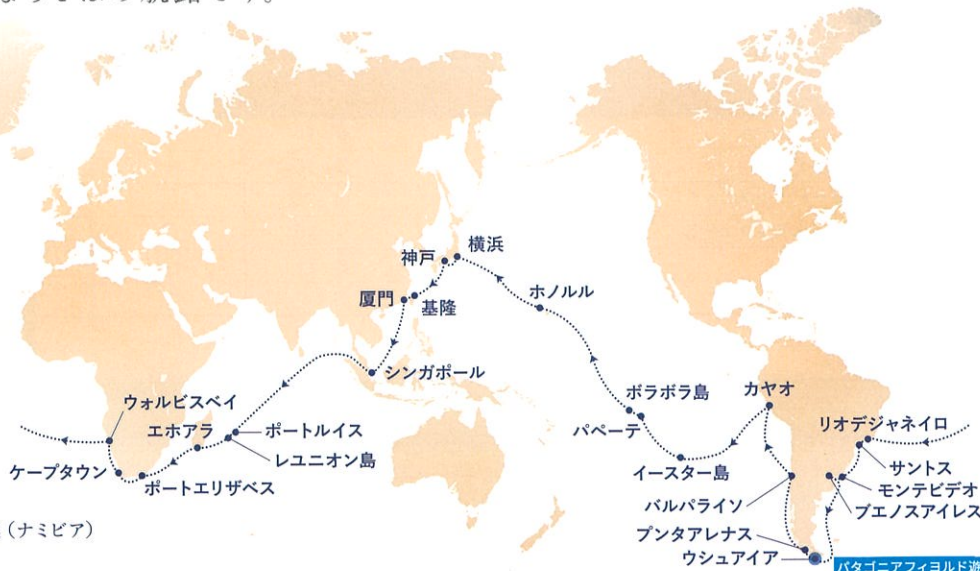 航路です。
横浜
神戸
厦門
基隆
ホノルル
シンガポール
ボラボラ島
パペーテ
カヤオ
リオデジャネイロ
ウォルビスベイ
エホアラ
ポートルイス
レユニオン島
ケープタウン
ポートエリザベス
イースター島
サントス
モンテビデオ
バルパライソ
ブエノスアイレス
(ナミビア)
プンタアレナス
ウシュアイア
パタゴニアフィヨルド遊